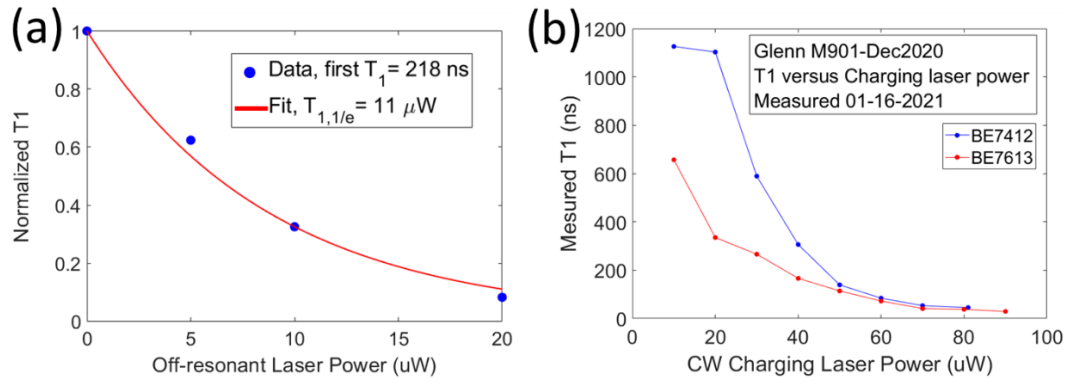 (a)
1
0.8
0.6
0.4
0.2
0
Normalized T1
Data, first T1= 218 ns
Fit, T1,1/e= 11 μW
0
5
10
15
20
Off-resonant Laser Power (uW)
(b)
1200
1000
800
600
400
200
0
Mesured T1 (ns)
Glenn M901-Dec2020
T1 versus Charging laser power
Measured 01-16-2021
BE7412
BE7613
0
20
40
60
80
100
CW Charging Laser Power (uW)